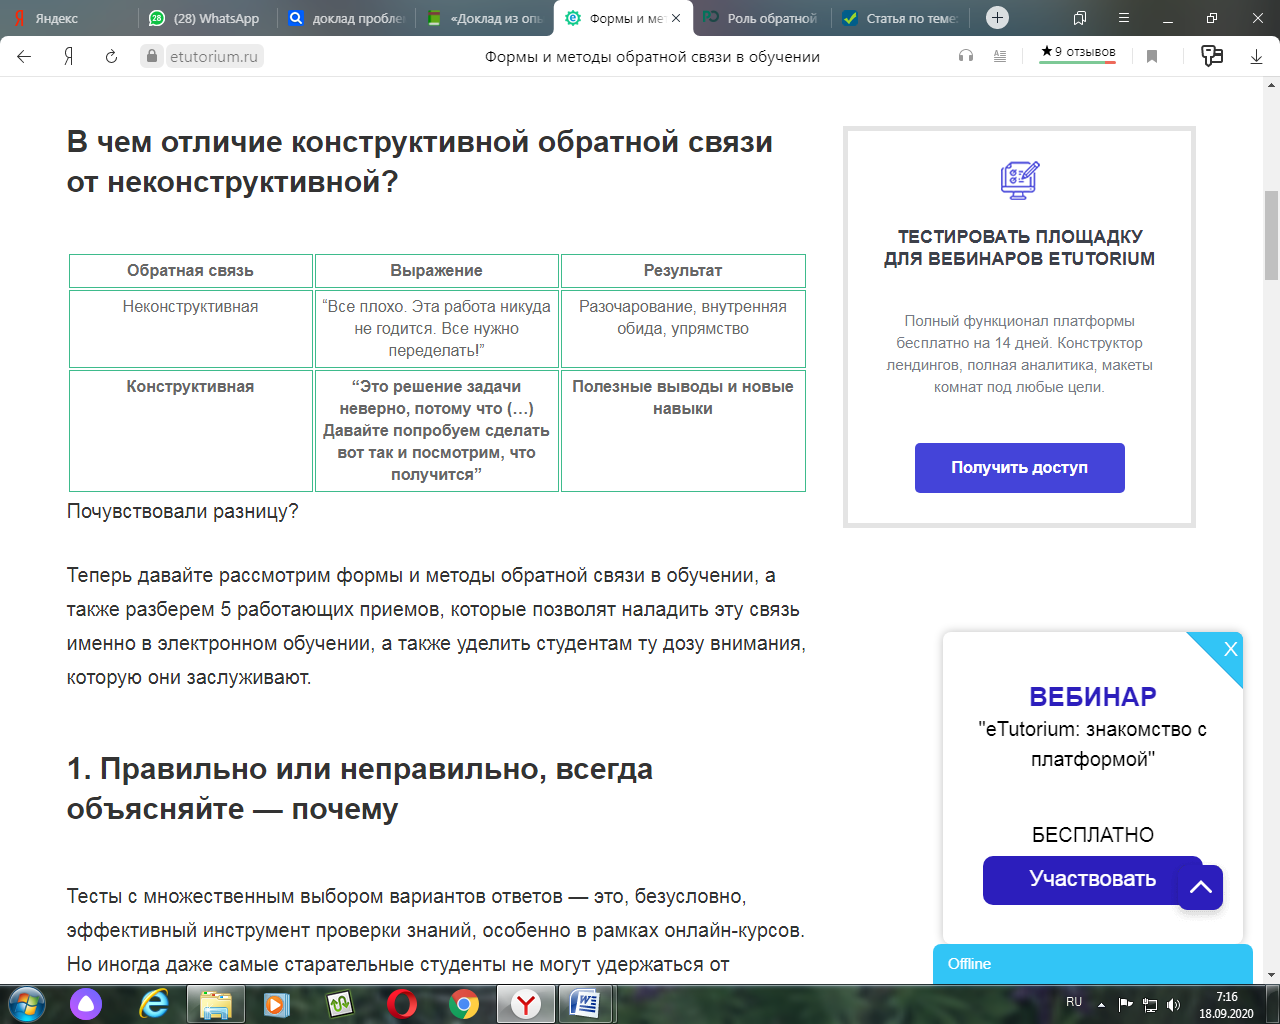 Яндекс
(28) WhatsApp
доклад пробле
«Доклад из опы
Формы и мет
Роль обратной
Статья по теме:
etutorium.ru
Формы и методы обратной связи в обучении
★9 отзывов
В чем отличие конструктивной обратной связи
от неконструктивной?
Обратная связь
Выражение
Результат
Неконструктивная
“Все плохо. Эта работа никуда
не годится. Все нужно
переделать!”
Разочарование, внутренняя
обида, упрямство
Конструктивная
“Это решение задачи
неверно, потому что (…)
Давайте попробуем сделать
вот так и посмотрим, что
получится”
Полезные выводы и новые
навыки
Почувствовали разницу?
Теперь давайте рассмотрим формы и методы обратной связи в обучении, а
также разберем 5 работающих приемов, которые позволят наладить эту связь
именно в электронном обучении, а также уделить студентам ту дозу внимания,
которую они заслуживают.
1. Правильно или неправильно, всегда
объясняйте — почему
Тесты с множественным выбором вариантов ответов — это, безусловно,
эффективный инструмент проверки знаний, особенно в рамках онлайн-курсов.
Но иногда даже самые старательные студенты не могут удержаться от
ТЕСТИРОВАТЬ ПЛОЩАДКУ
ДЛЯ ВЕБИНАРОВ ETUTORIUM
Полный функционал платформы
бесплатно на 14 дней. Конструктор
лендингов, полная аналитика, макеты
комнат под любые цели.
Получить доступ
X
ВЕБИНАР
"eTutorium: знакомство с
платформой"
БЕСПЛАТНО
Участвовать
Offline
RU
7:16
18.09.2020